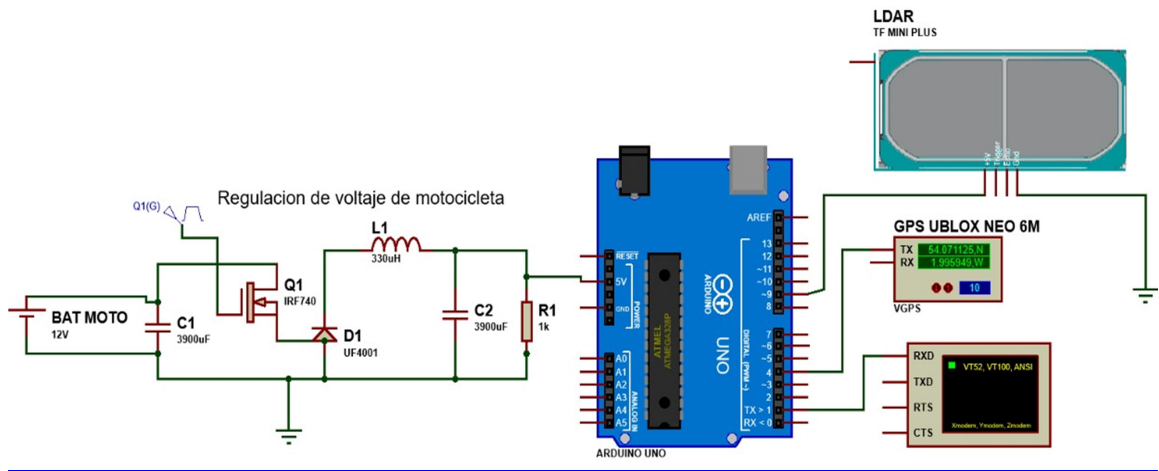 LDAR
TF MINI PLUS
+5V
Trigger
Echo
Gnd
Regulacion de voltaje de motocicleta
Q1(G)
BAT MOTO
12V
C1
3900uF
Q1
IRF740
D1
UF4001
L1
330uH
C2
3900uF
R1
1k
RESET
5V
GND
POWER
A0
A1
A2
A3
A4
A5
ANALOG IN
ATMEL
ATMEGA328P
ARDUINO
UNO
AREF
13
12
~11
~10
~9
8
7
~6
~5
4
~3
2
TX > 1
RX < 0
DIGITAL (PWM ~)
ARDUINO UNO
GPS UBLOX NEO 6M
TX
RX
54.071125,N
1.995949,W
10
VGPS
RXD
TXD
RTS
CTS
VT52, VT100, ANSI
Xmodem, Ymodem, Zmodem